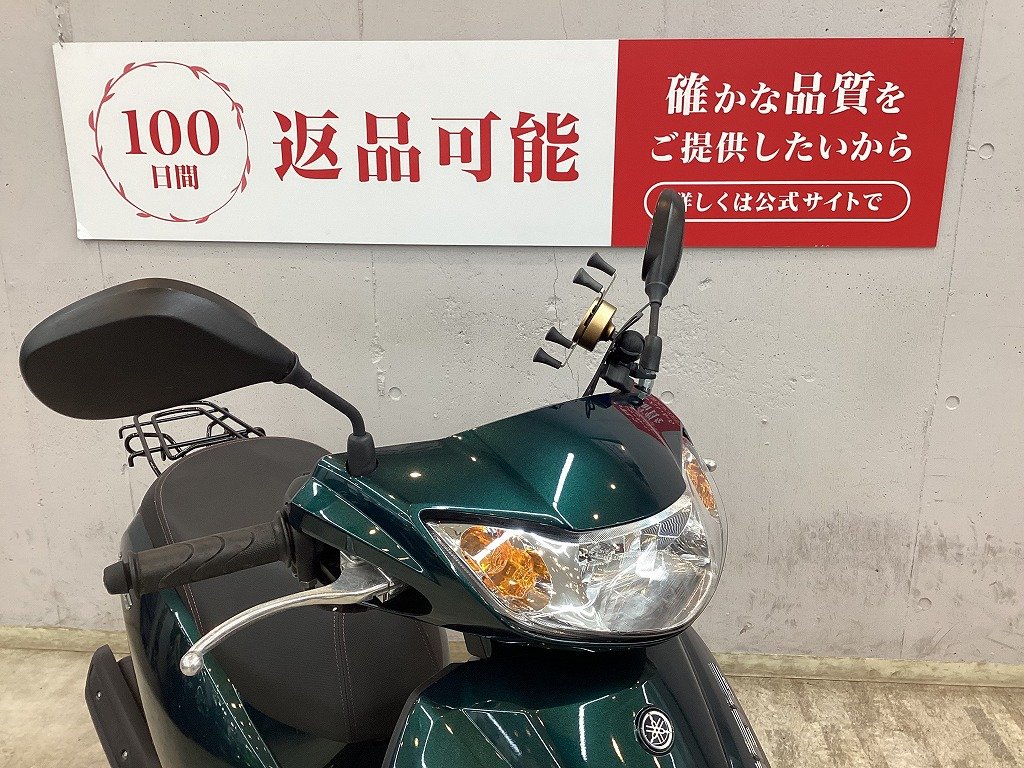 100
日間
返品可能
確かな品質を
ご提供したいから
詳しくは公式サイトで